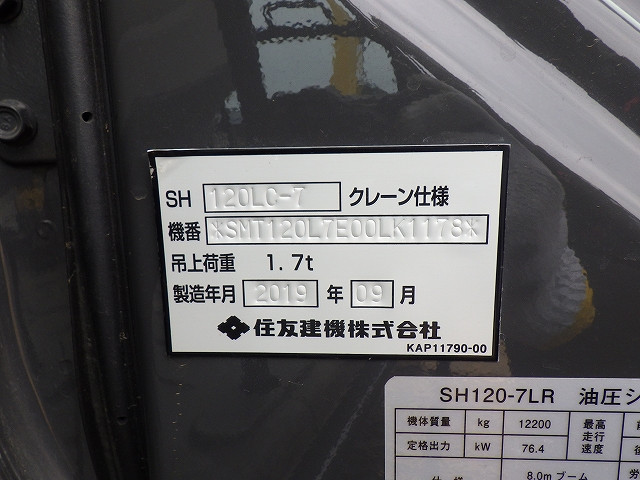 SH 120LC-7 クレーン仕様
機番 *SMT120L7E00LK1178*
吊上荷重 1.7t
製造年月 2019 年 09 月
住友建機株式会社
KAP11790-00
SH120-7LR 油圧シ
機体質量 kg 12200 最高走行速度
定格出力 kW 76.4
仕様 8.0mブーム